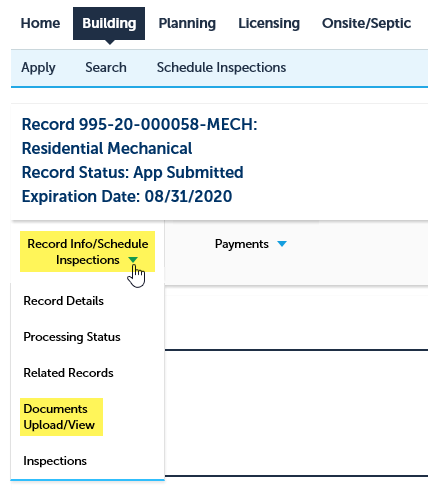 Home Building Planning Licensing Onsite/Septic
Apply Search Schedule Inspections
Record 995-20-000058-MECH:
Residential Mechanical
Record Status: App Submitted
Expiration Date: 08/31/2020
Record Info/Schedule
Inspections
Payments
Record Details
Processing Status
Related Records
Documents
Upload/View
Inspections